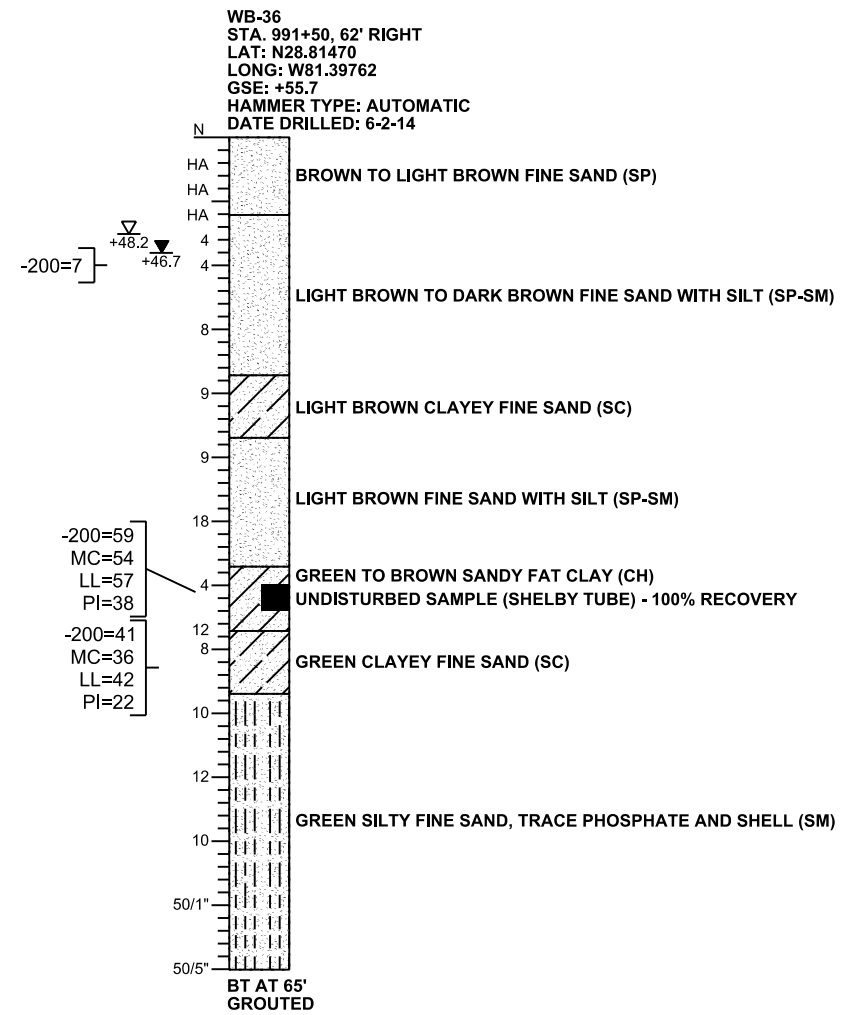 WB-36
STA. 991+50, 62' RIGHT
LAT: N28.81470
LONG: W81.39762
GSE: +55.7
HAMMER TYPE: AUTOMATIC
DATE DRILLED: 6-2-14
N
HA
BROWN TO LIGHT BROWN FINE SAND (SP)
HA
HA
+48.2
4
+46.7
-200=7
4
LIGHT BROWN TO DARK BROWN FINE SAND WITH SILT (SP-SM)
8
9
LIGHT BROWN CLAYEY FINE SAND (SC)
9
LIGHT BROWN FINE SAND WITH SILT (SP-SM)
18
-200=59
MC=54
LL=57
PI=38
4
GREEN TO BROWN SANDY FAT CLAY (CH)
UNDISTURBED SAMPLE (SHELBY TUBE) - 100% RECOVERY
12
-200=41
MC=36
LL=42
PI=22
8
GREEN CLAYEY FINE SAND (SC)
10
12
GREEN SILTY FINE SAND, TRACE PHOSPHATE AND SHELL (SM)
10
50/1"
50/5"
BT AT 65'
GROUTED